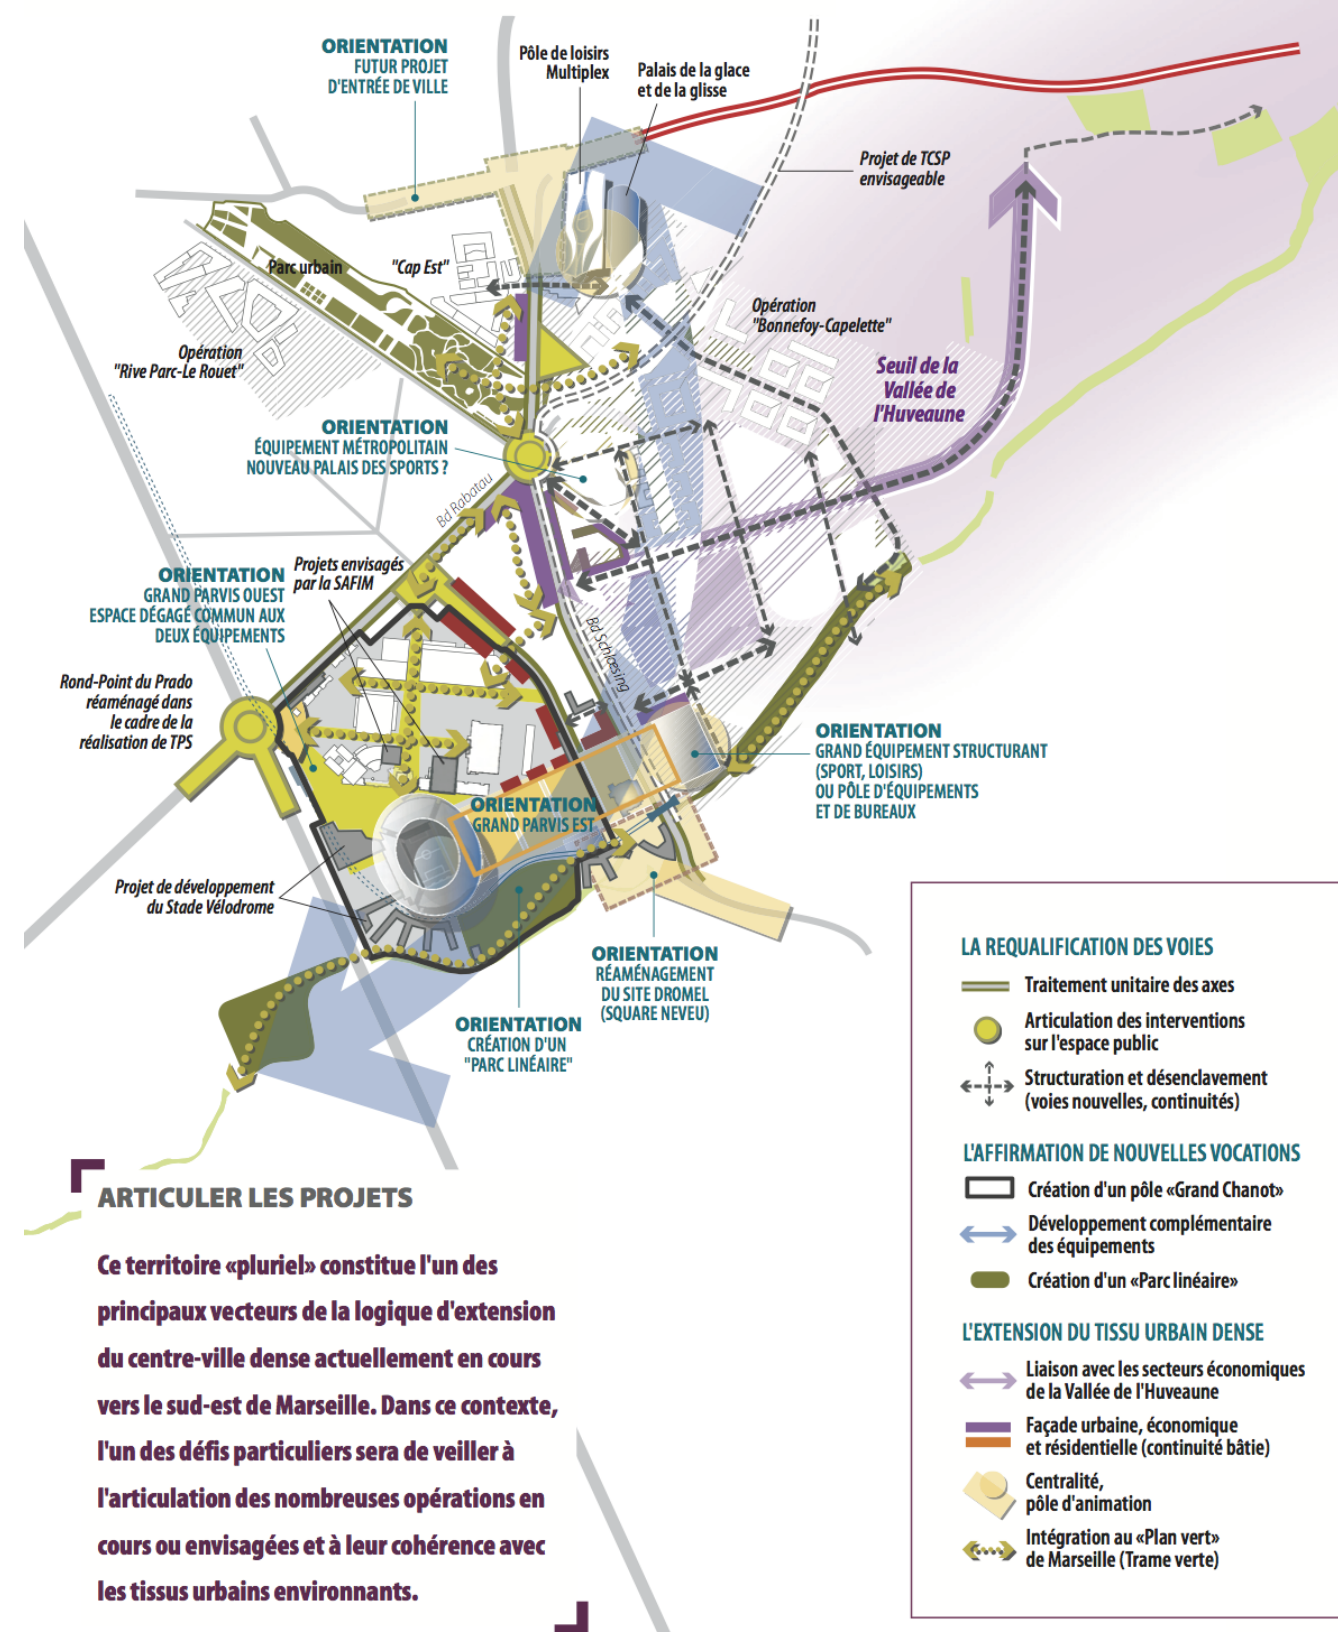 ORIENTATION
FUTUR PROJET
D'ENTRÉE DE VILLE
Pôle de loisirs
Multiplex
Palais de la glace
et de la glisse
Projet de TCSP
envisageable
Parc urbain
"Cap Est"
Opération
"Bonnefoy-Capelette"
Opération
"Rive Parc-Le Rouet"
Seuil de la
Vallée de
l'Huveaune
ORIENTATION
ÉQUIPEMENT MÉTROPOLITAIN
NOUVEAU PALAIS DES SPORTS ?
Bd Rabatau
Projets envisagés
par la SAFIM
ORIENTATION
GRAND PARVIS OUEST
ESPACE DÉGAGÉ COMMUN AUX
DEUX ÉQUIPEMENTS
Bd Schlœsing
Rond-Point du Prado
réaménagé dans
le cadre de la
réalisation de TPS
ORIENTATION
GRAND ÉQUIPEMENT STRUCTURANT
(SPORT, LOISIRS)
OU PÔLE D'ÉQUIPEMENTS
ET DE BUREAUX
ORIENTATION
GRAND PARVIS EST
Projet de développement
du Stade Vélodrome
ORIENTATION
RÉAMÉNAGEMENT
DU SITE DROMEL
(SQUARE NEVEU)
ORIENTATION
CRÉATION D'UN
"PARC LINÉAIRE"
LA REQUALIFICATION DES VOIES
Traitement unitaire des axes
Articulation des interventions
sur l'espace public
Structuration et désenclavement
(voies nouvelles, continuités)
L'AFFIRMATION DE NOUVELLES VOCATIONS
Création d'un pôle «Grand Chanot»
Développement complémentaire
des équipements
Création d'un «Parc linéaire»
L'EXTENSION DU TISSU URBAIN DENSE
Liaison avec les secteurs économiques
de la Vallée de l'Huveaune
Façade urbaine, économique
et résidentielle (continuité bâtie)
Centralité,
pôle d'animation
Intégration au «Plan vert»
de Marseille (Trame verte)
ARTICULER LES PROJETS
Ce territoire «pluriel» constitue l'un des
principaux vecteurs de la logique d'extension
du centre-ville dense actuellement en cours
vers le sud-est de Marseille. Dans ce contexte,
l'un des défis particuliers sera de veiller à
l'articulation des nombreuses opérations en
cours ou envisagées et à leur cohérence avec
les tissus urbains environnants.